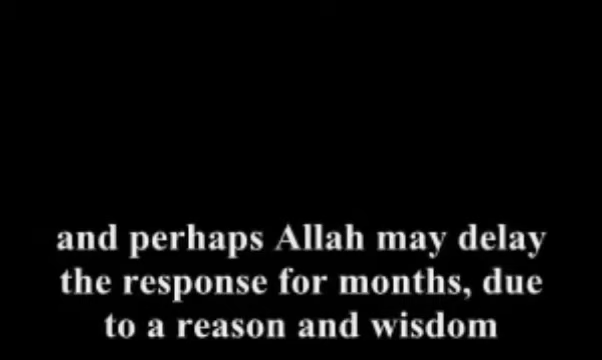 and perhaps Allah may delay
the response for months, due
to a reason and wisdom